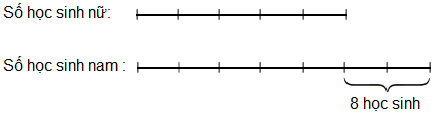 Số học sinh nữ:
Số học sinh nam :
8 học sinh